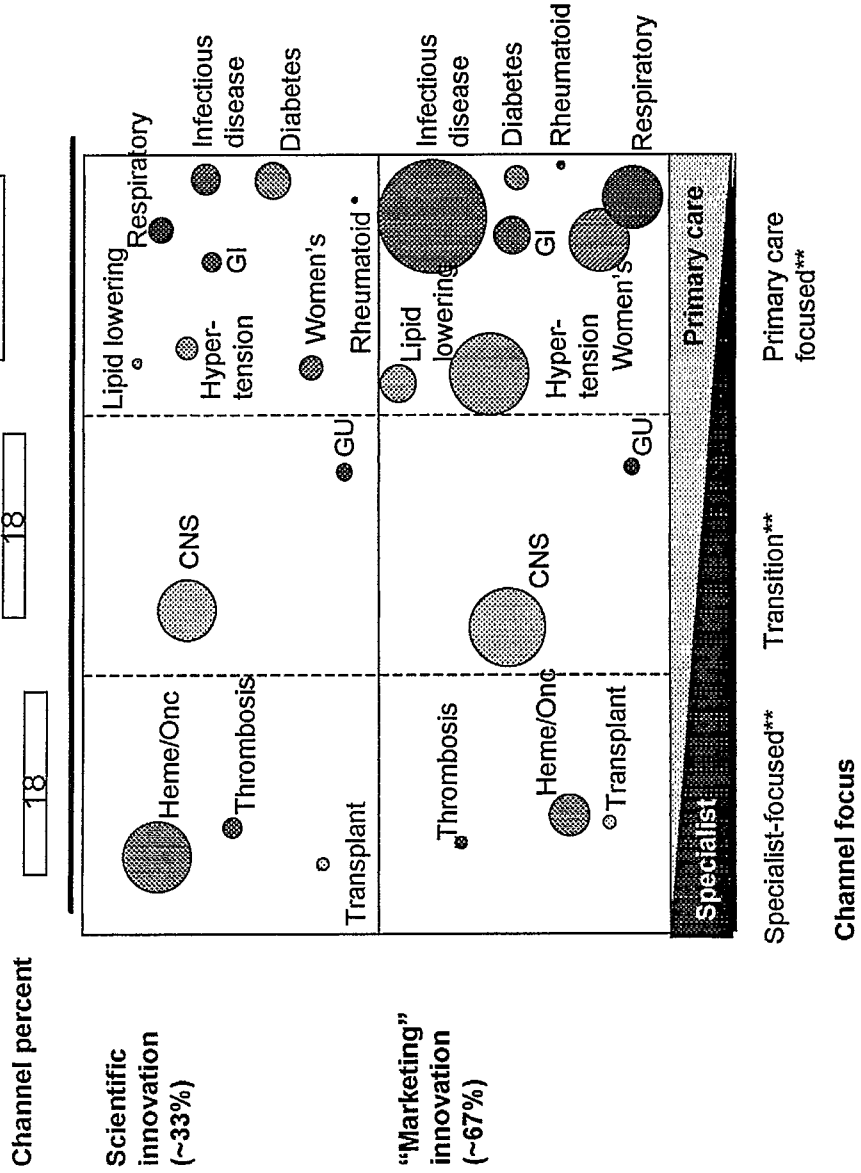 Channel percent
18
18
Scientific
innovation
(~33%)
Heme/Onc
Thrombosis
Transplant
CNS
GU
Lipid lowering
Respiratory
Hyper-
tension
GI
Women's
Rheumatoid
Infectious
disease
Diabetes
"Marketing"
innovation
(~67%)
Thrombosis
Heme/Onc
Transplant
CNS
GU
Lipid
lowering
Hyper-
tension
GI
Women's
Infectious
disease
Diabetes
Rheumatoid
Respiratory
Specialist
Primary care
Specialist-focused**
Transition**
Primary care
focused**
Channel focus